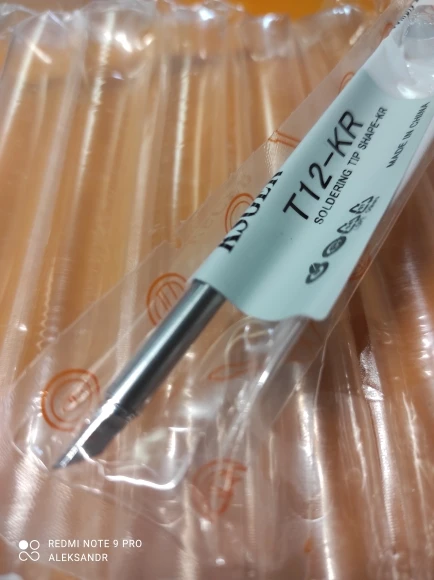 KSGER
T12-KR
SOLDERING TIP SHAPE-KR
MADE IN CHINA
REDMI NOTE 9 PRO
ALEKSANDR